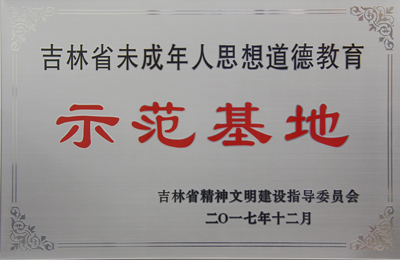 吉林省未成年人思想道德教育
示范基地
吉林省精神文明建设指导委员会
二〇一七年十二月